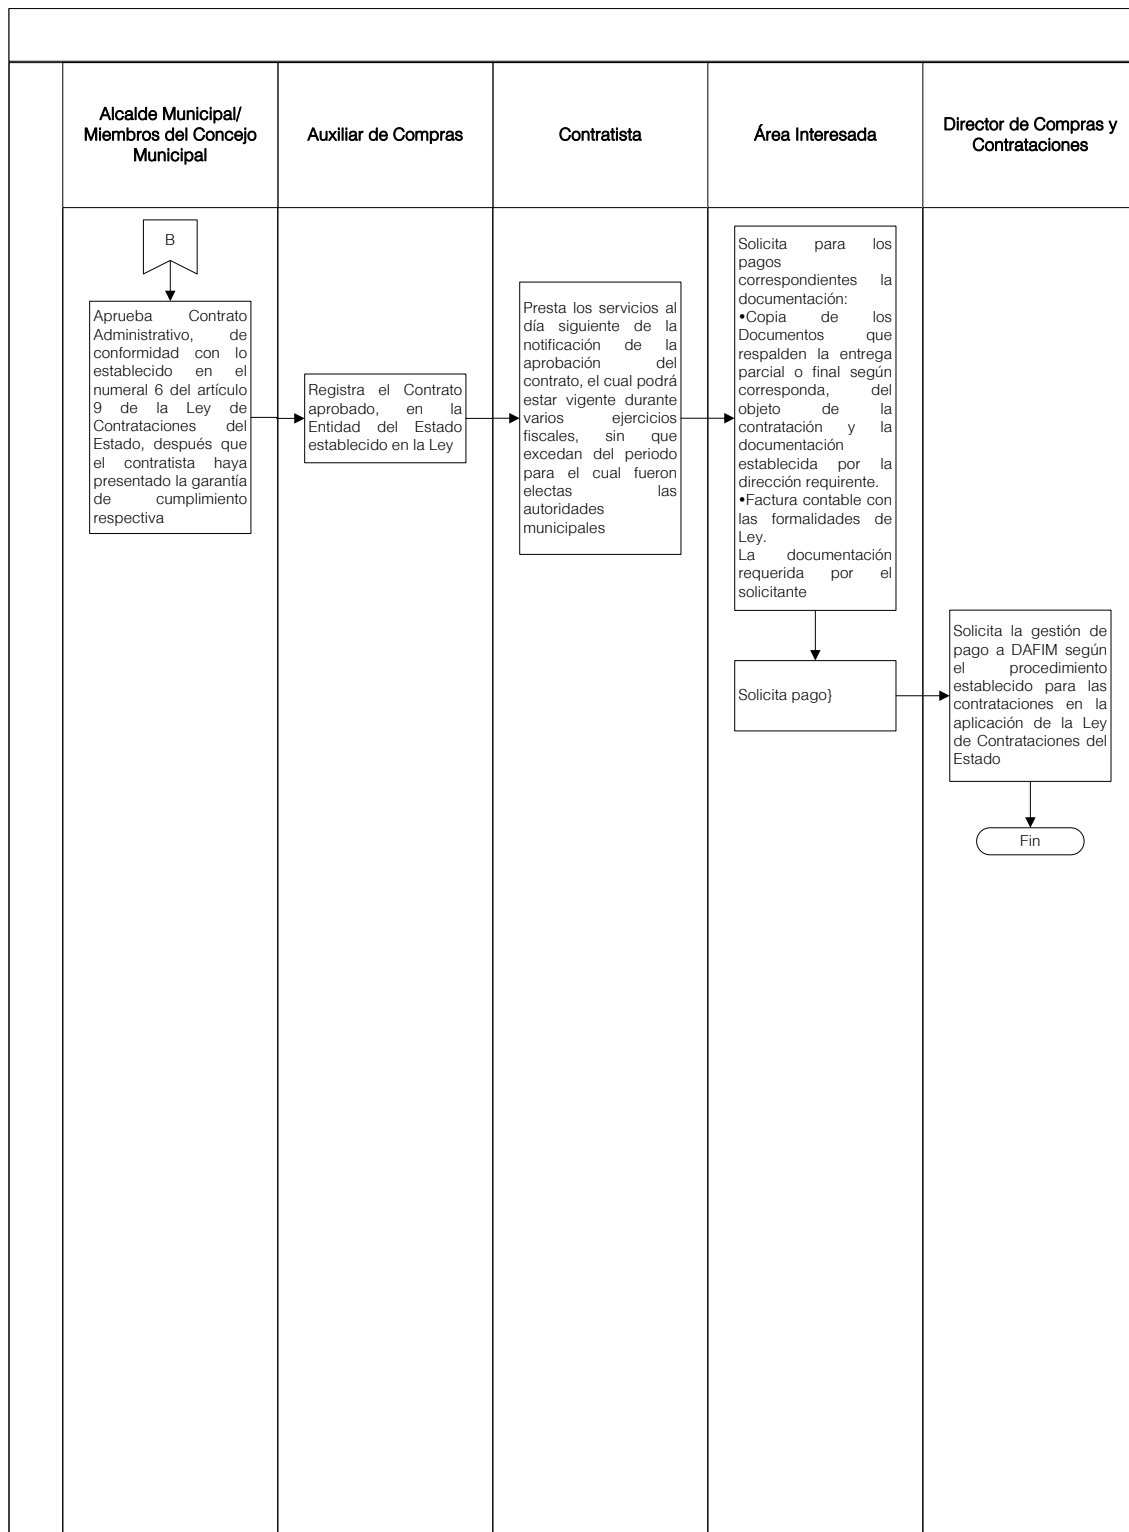 Alcalde Municipal/
Miembros del Concejo
Municipal
Auxiliar de Compras
Contratista
Área Interesada
Director de Compras y
Contrataciones
B
Aprueba Contrato
Administrativo, de
conformidad con lo
establecido en el
numeral 6 del artículo
9 de la Ley de
Contrataciones del
Estado, después que
el contratista haya
presentado la garantía
de cumplimiento
respectiva
Registra el Contrato
aprobado, en la
Entidad del Estado
establecido en la Ley
Presta los servicios al
día siguiente de la
notificación de la
aprobación del
contrato, el cual podrá
estar vigente durante
varios ejercicios
fiscales, sin que
excedan del periodo
para el cual fueron
electas las
autoridades
municipales
Solicita para los
pagos
correspondientes la
documentación:
•Copia de los
Documentos que
respalden la entrega
parcial o final según
corresponda, del
objeto de la
contratación y la
documentación
establecida por la
dirección requirente.
•Factura contable con
las formalidades de
Ley.
La documentación
requerida por el
solicitante
Solicita pago}
Solicita la gestión de
pago a DAFIM según
el procedimiento
establecido para las
contrataciones en la
aplicación de la Ley
de Contrataciones del
Estado
Fin